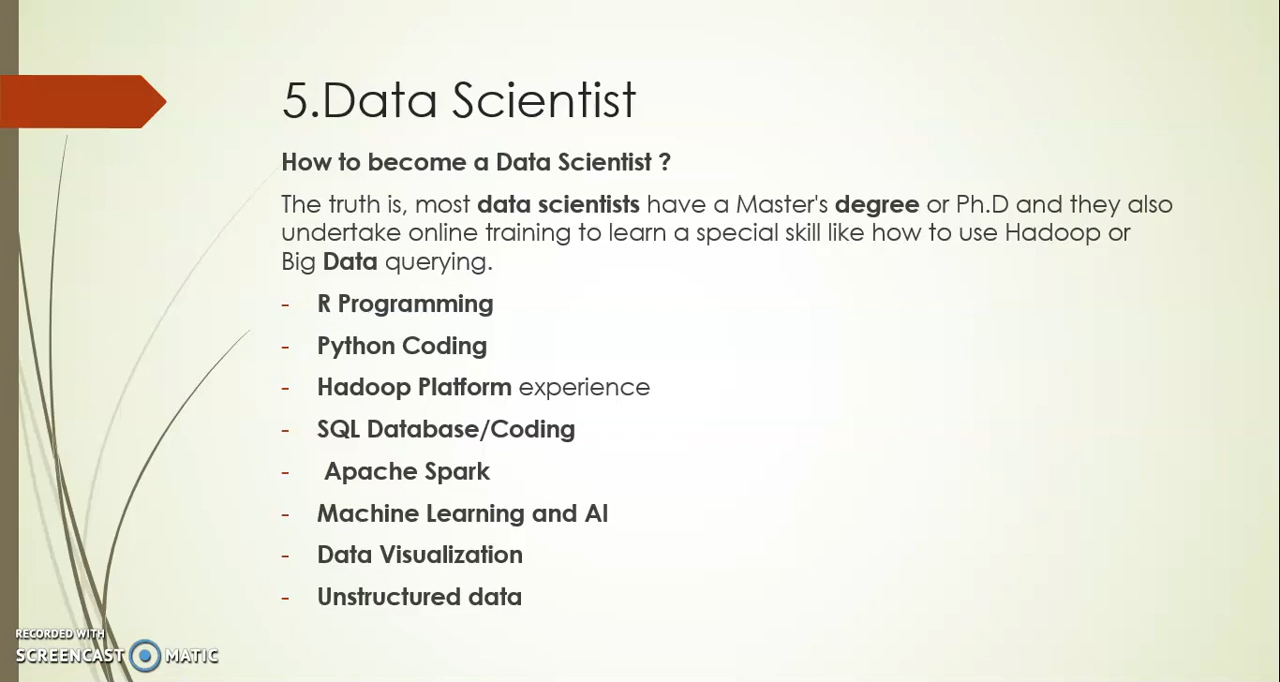 5.Data Scientist
How to become a Data Scientist ?
The truth is, most data scientists have a Master's degree or Ph.D and they also
undertake online training to learn a special skill like how to use Hadoop or
Big Data querying.
- R Programming
- Python Coding
- Hadoop Platform experience
- SQL Database/Coding
- Apache Spark
- Machine Learning and AI
- Data Visualization
- Unstructured data
RECORDED WITH
SCREENCAST MATIC